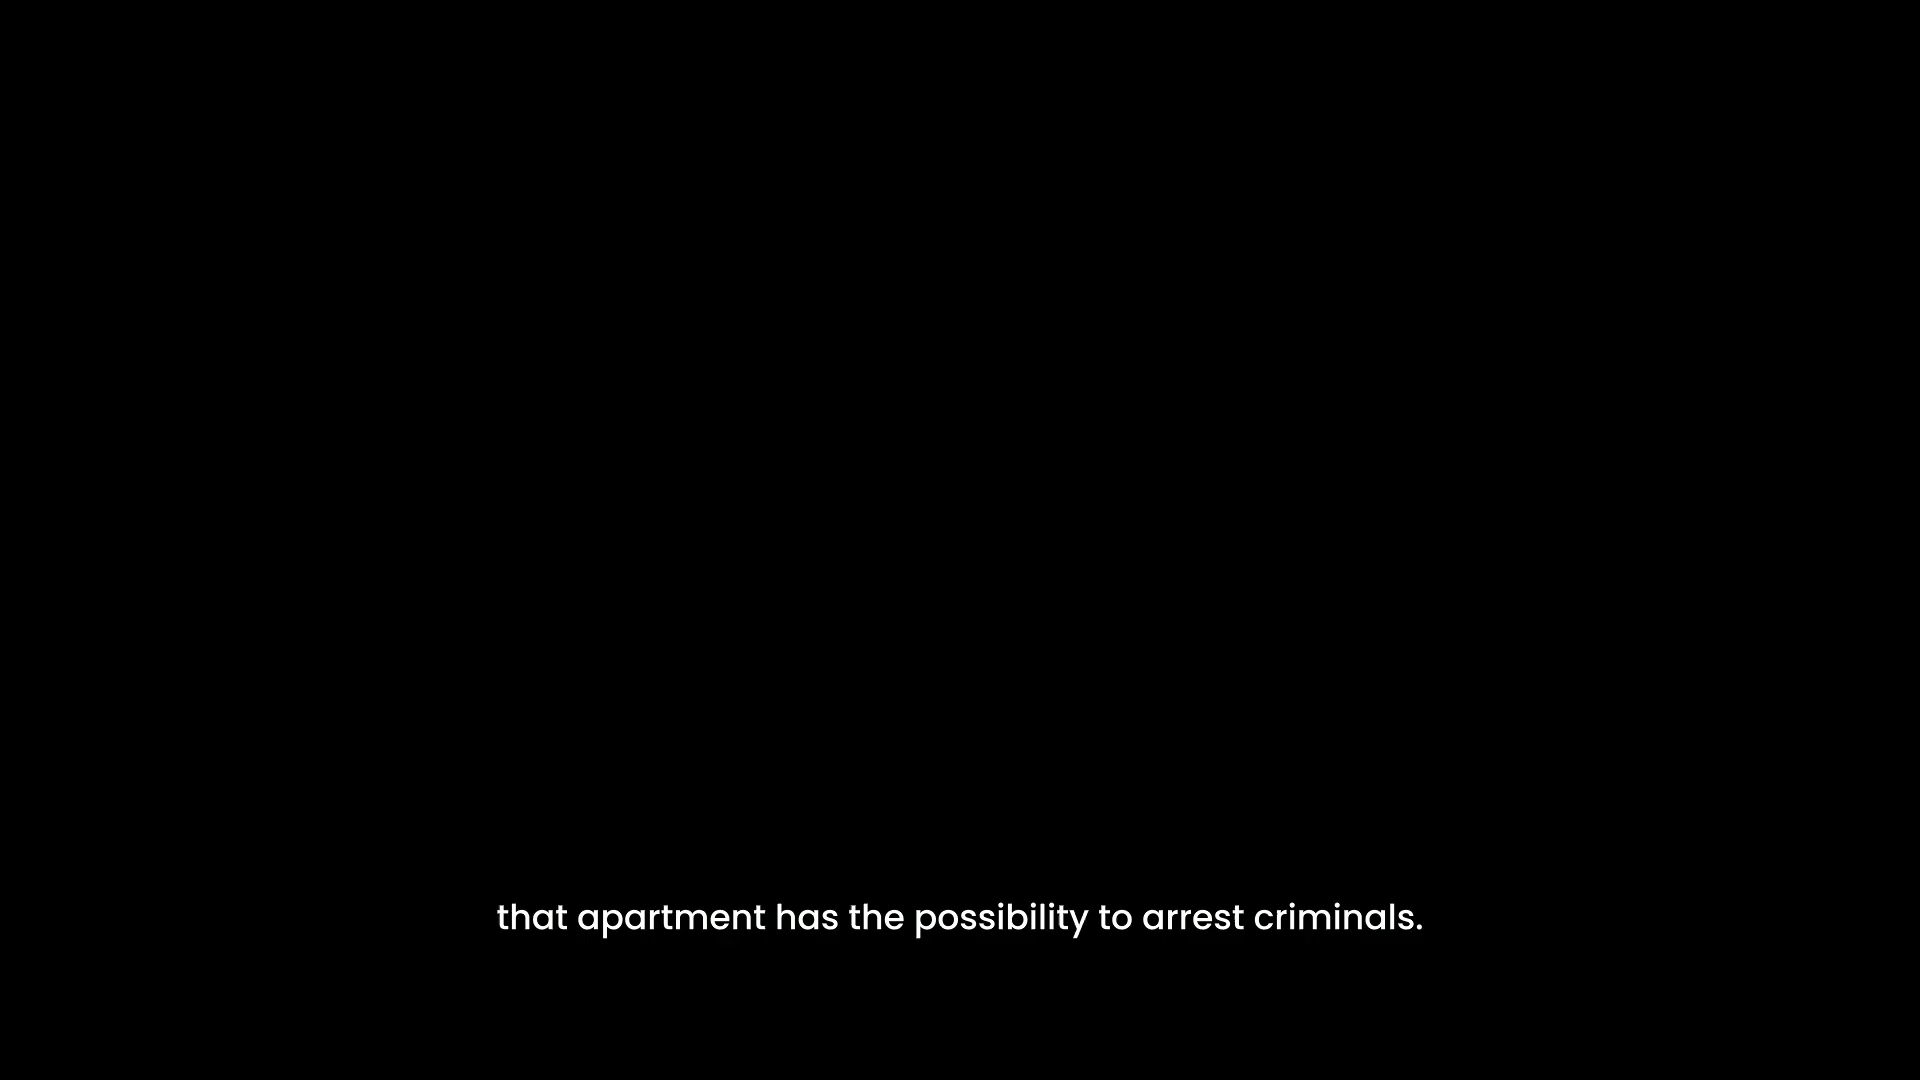 that apartment has the possibility to arrest criminals.